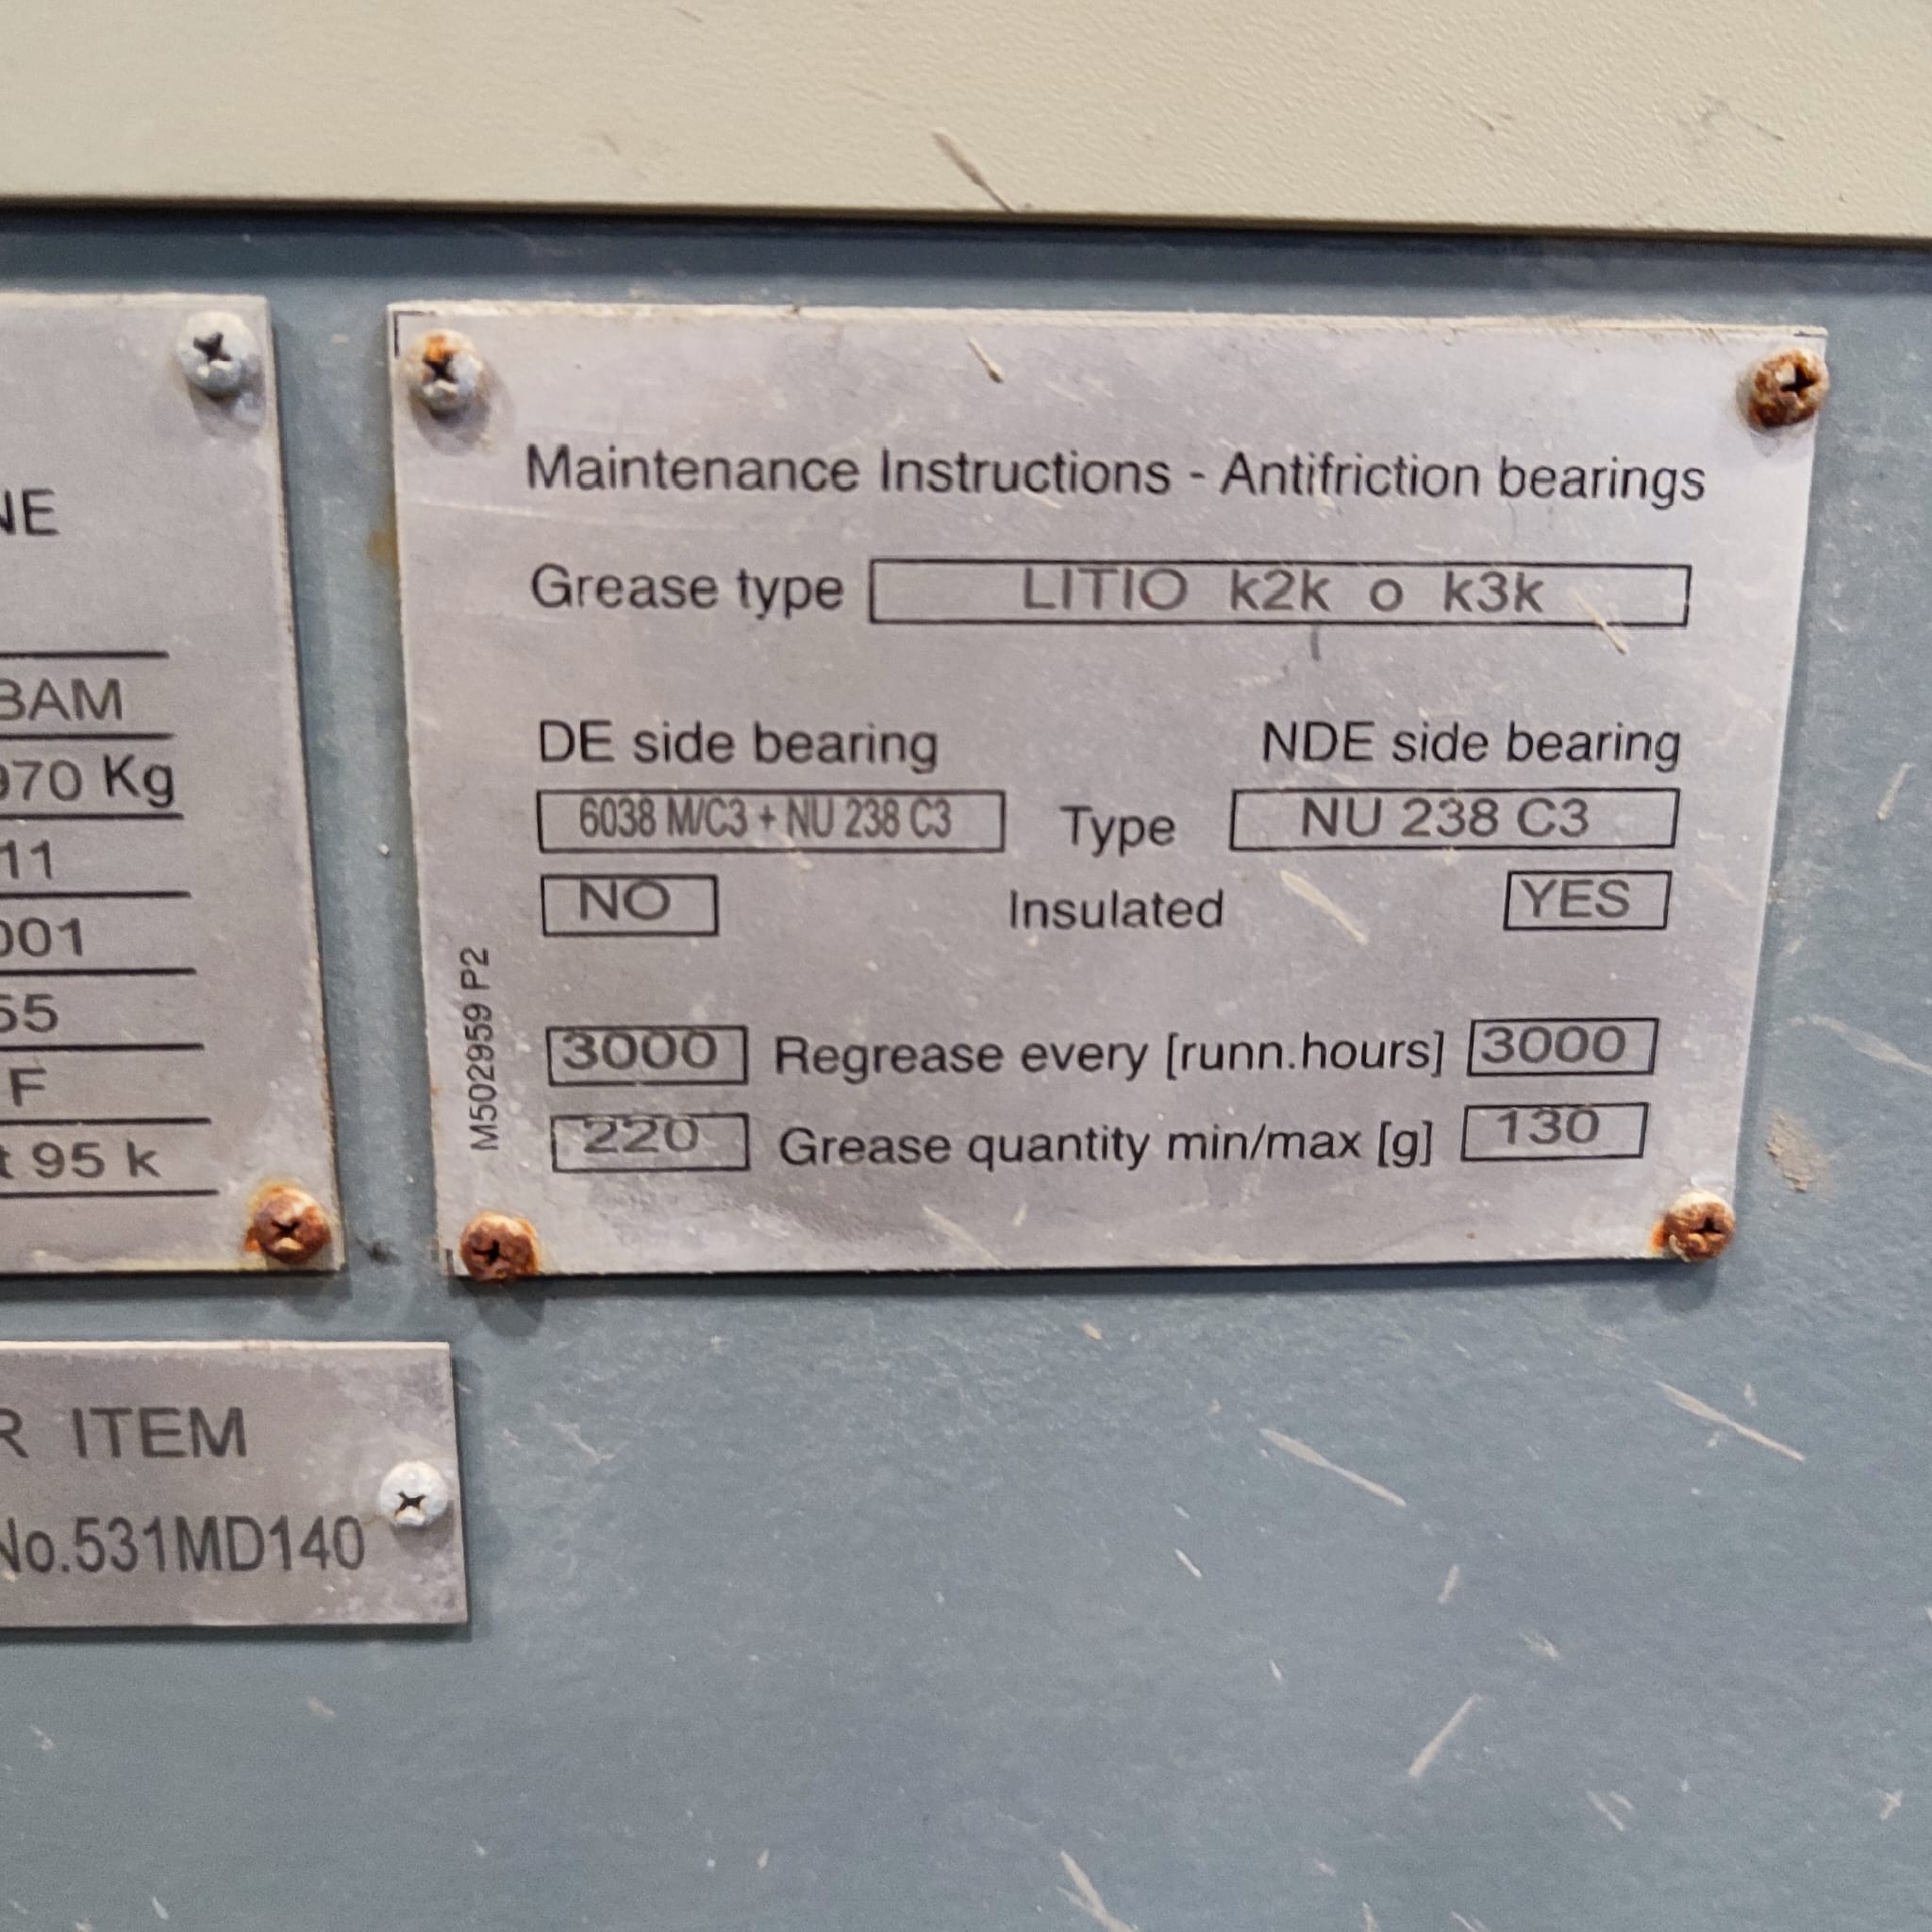 NE
BAM
970 Kg
11
001
55
F
t 95 k
R ITEM
No.531MD140
Maintenance Instructions - Antifriction bearings
Grease type LITIO k2k o k3k
DE side bearing NDE side bearing
6038 M/C3 + NU 238 C3 Type NU 238 C3
NO Insulated YES
3000 Regrease every [runn.hours] 3000
220 Grease quantity min/max [g] 130
M502959 P2